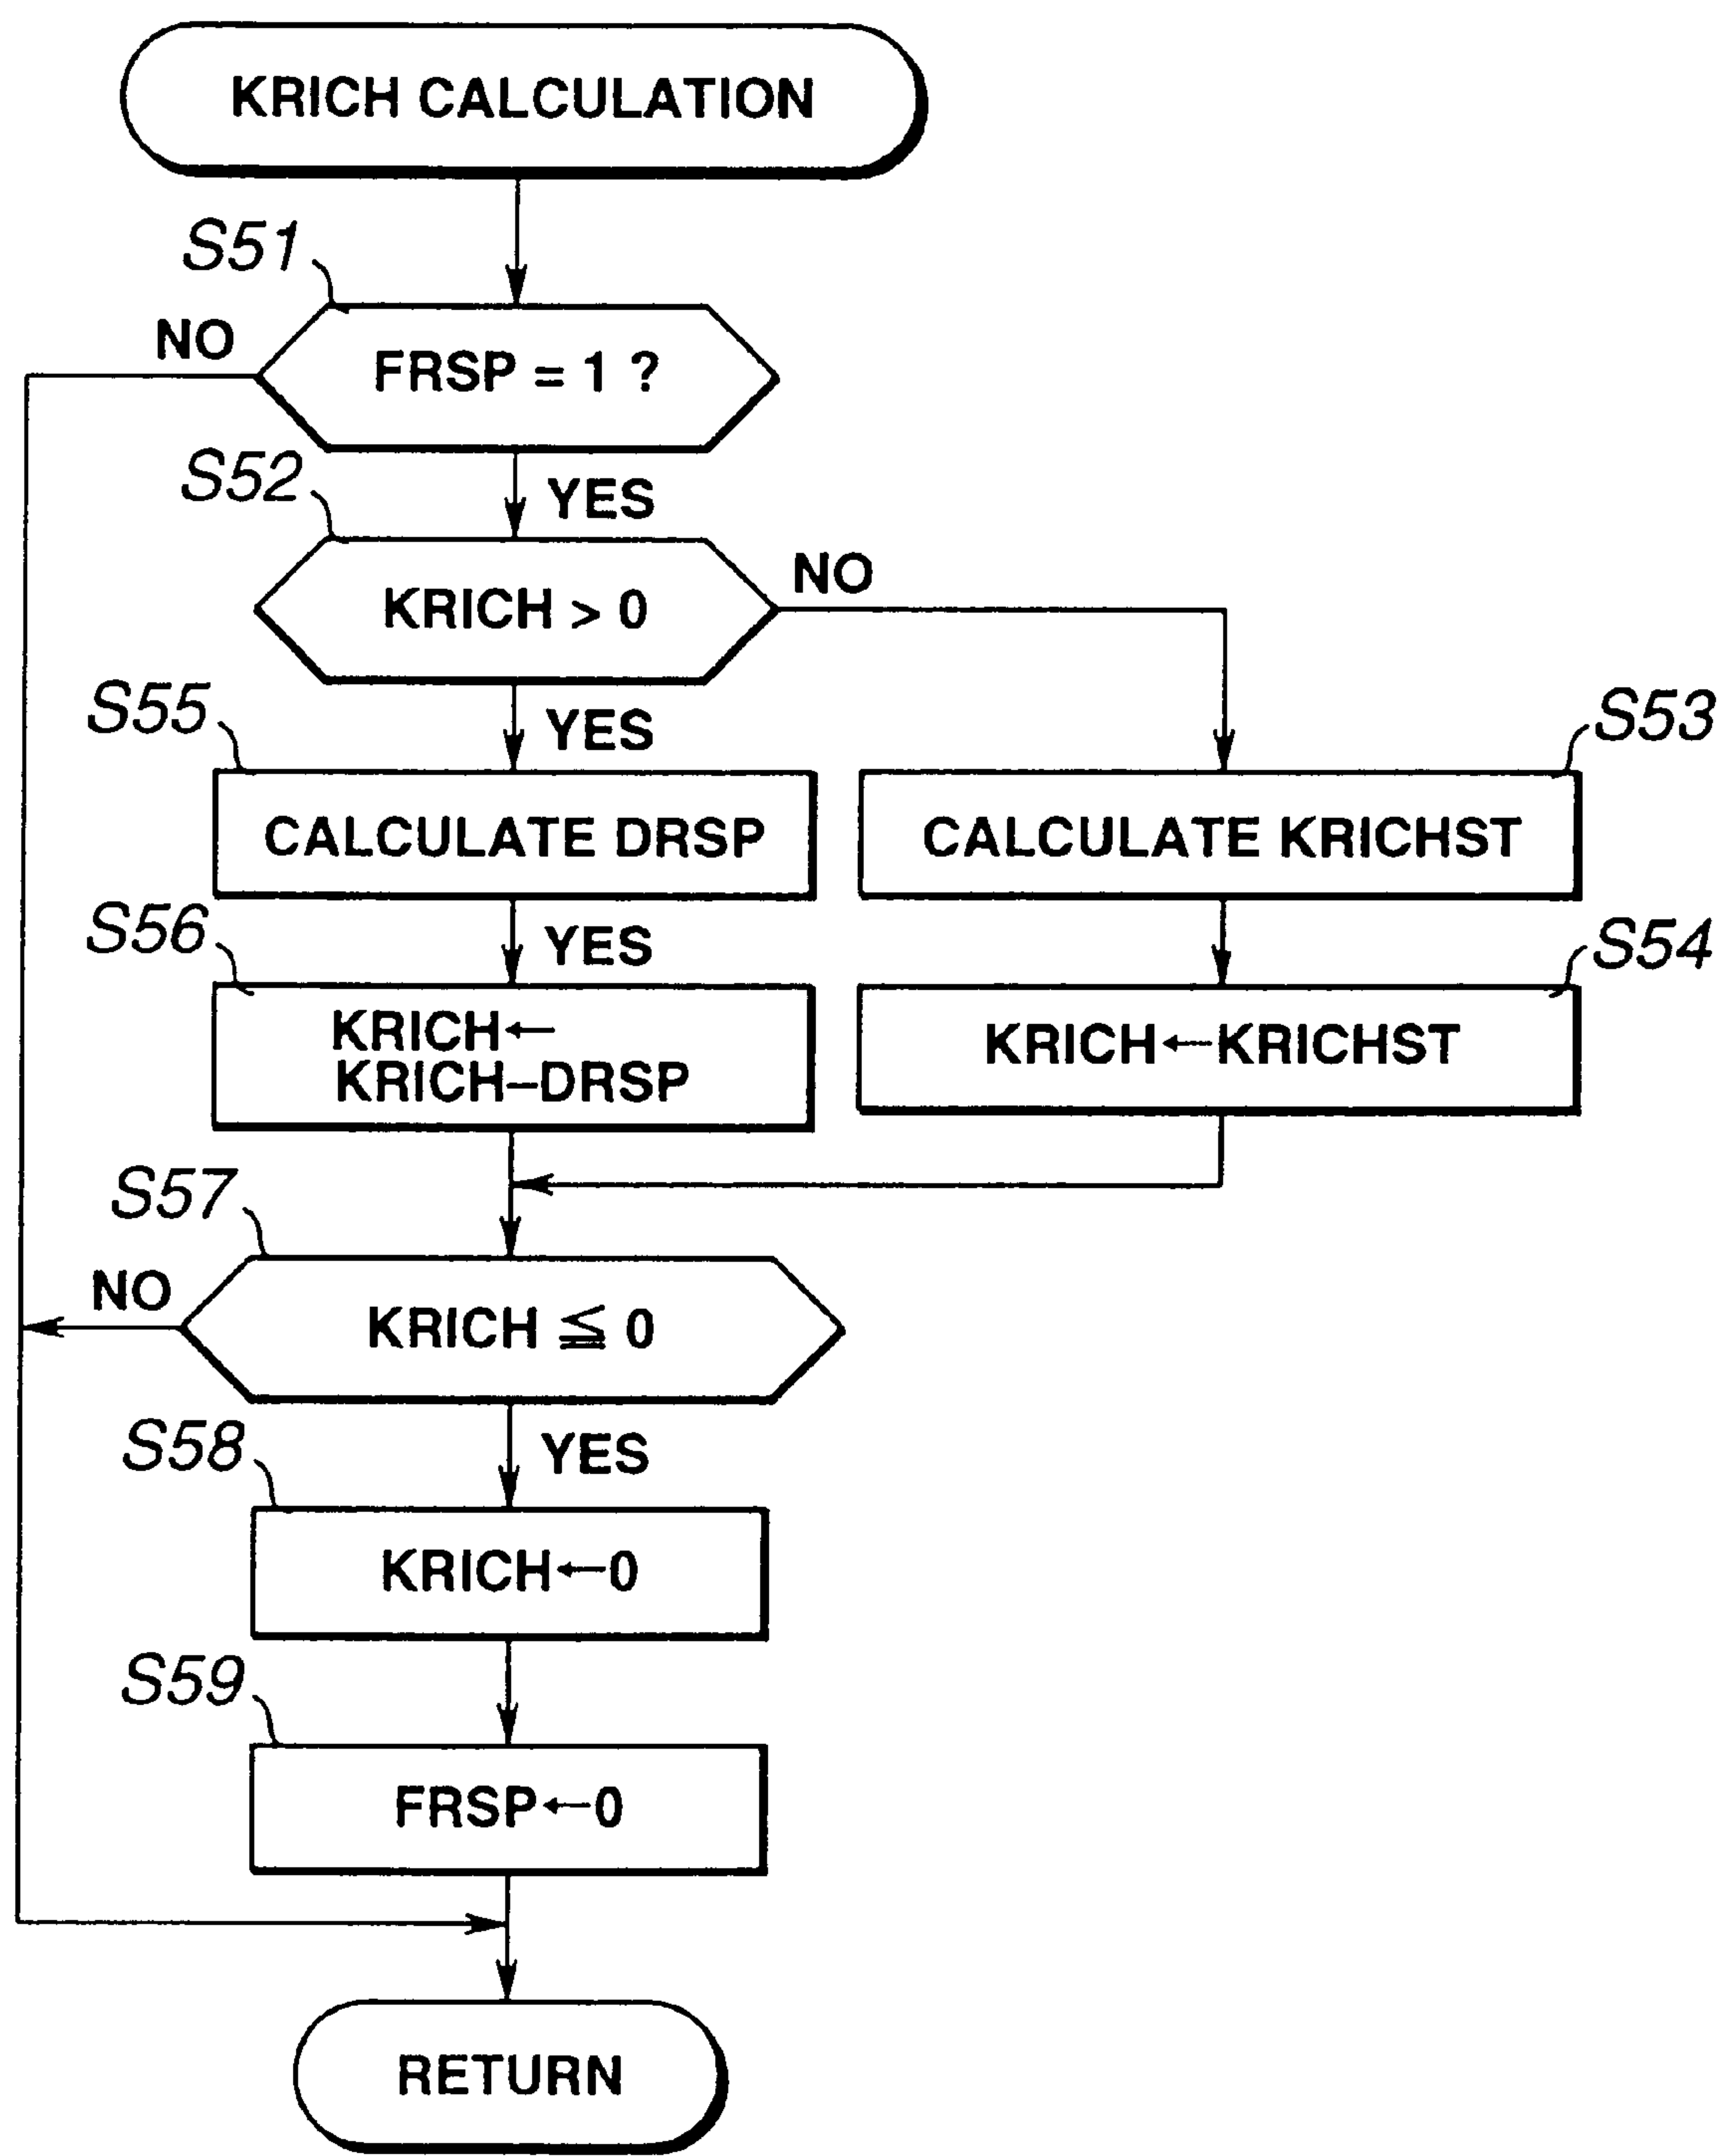 KRICH CALCULATION
S51
NO
FRSP = 1 ?
S52
YES
KRICH > 0
NO
S55
YES
S53
CALCULATE DRSP
CALCULATE KRICHST
S56
YES
S54
KRICH←
KRICH–DRSP
KRICH←KRICHST
S57
NO
KRICH ≦ 0
S58
YES
KRICH←0
S59
FRSP←0
RETURN